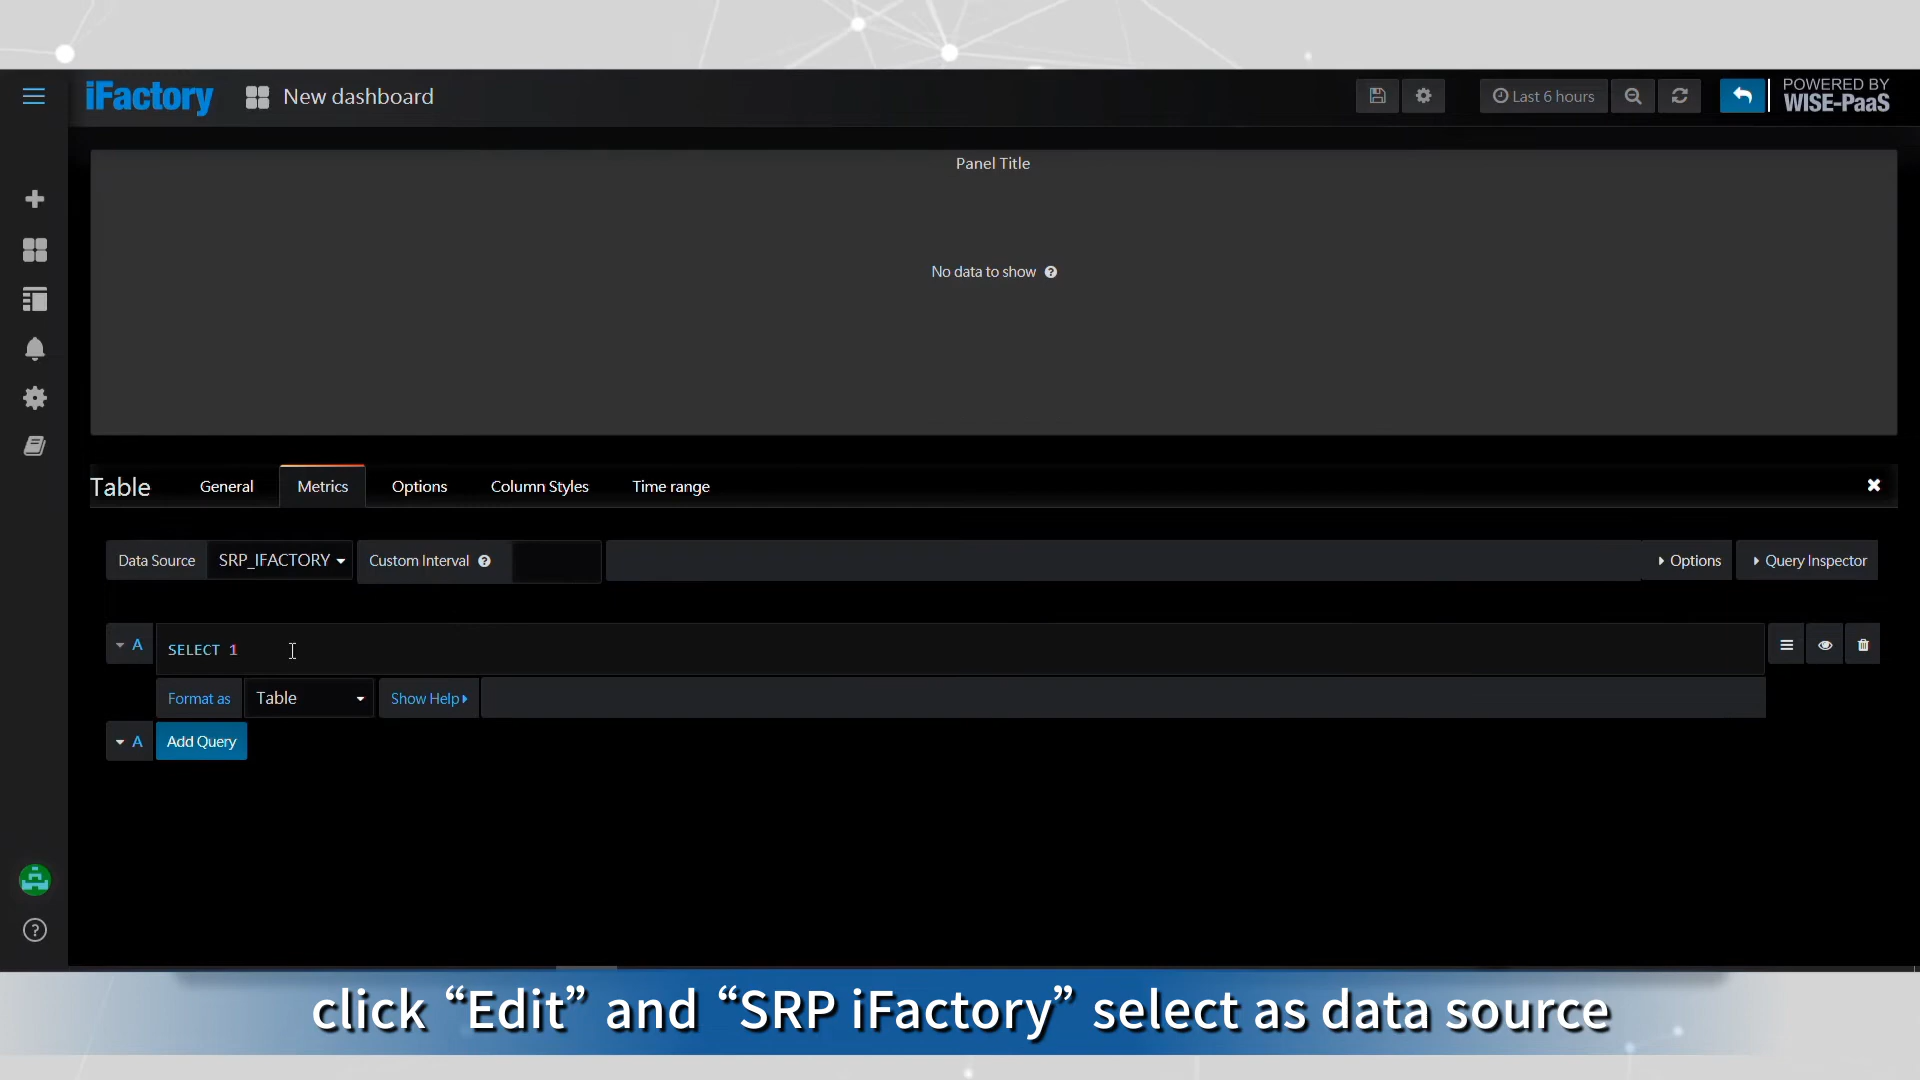 iFactory
New dashboard
Last 6 hours
POWERED BY
WISE-PaaS
Panel Title
No data to show
Table
General
Metrics
Options
Column Styles
Time range
Data Source
SRP_IFACTORY
Custom Interval
Options
Query Inspector
A
SELECT 1
Format as
Table
Show Help
A
Add Query
click “Edit” and “SRP iFactory” select as data source